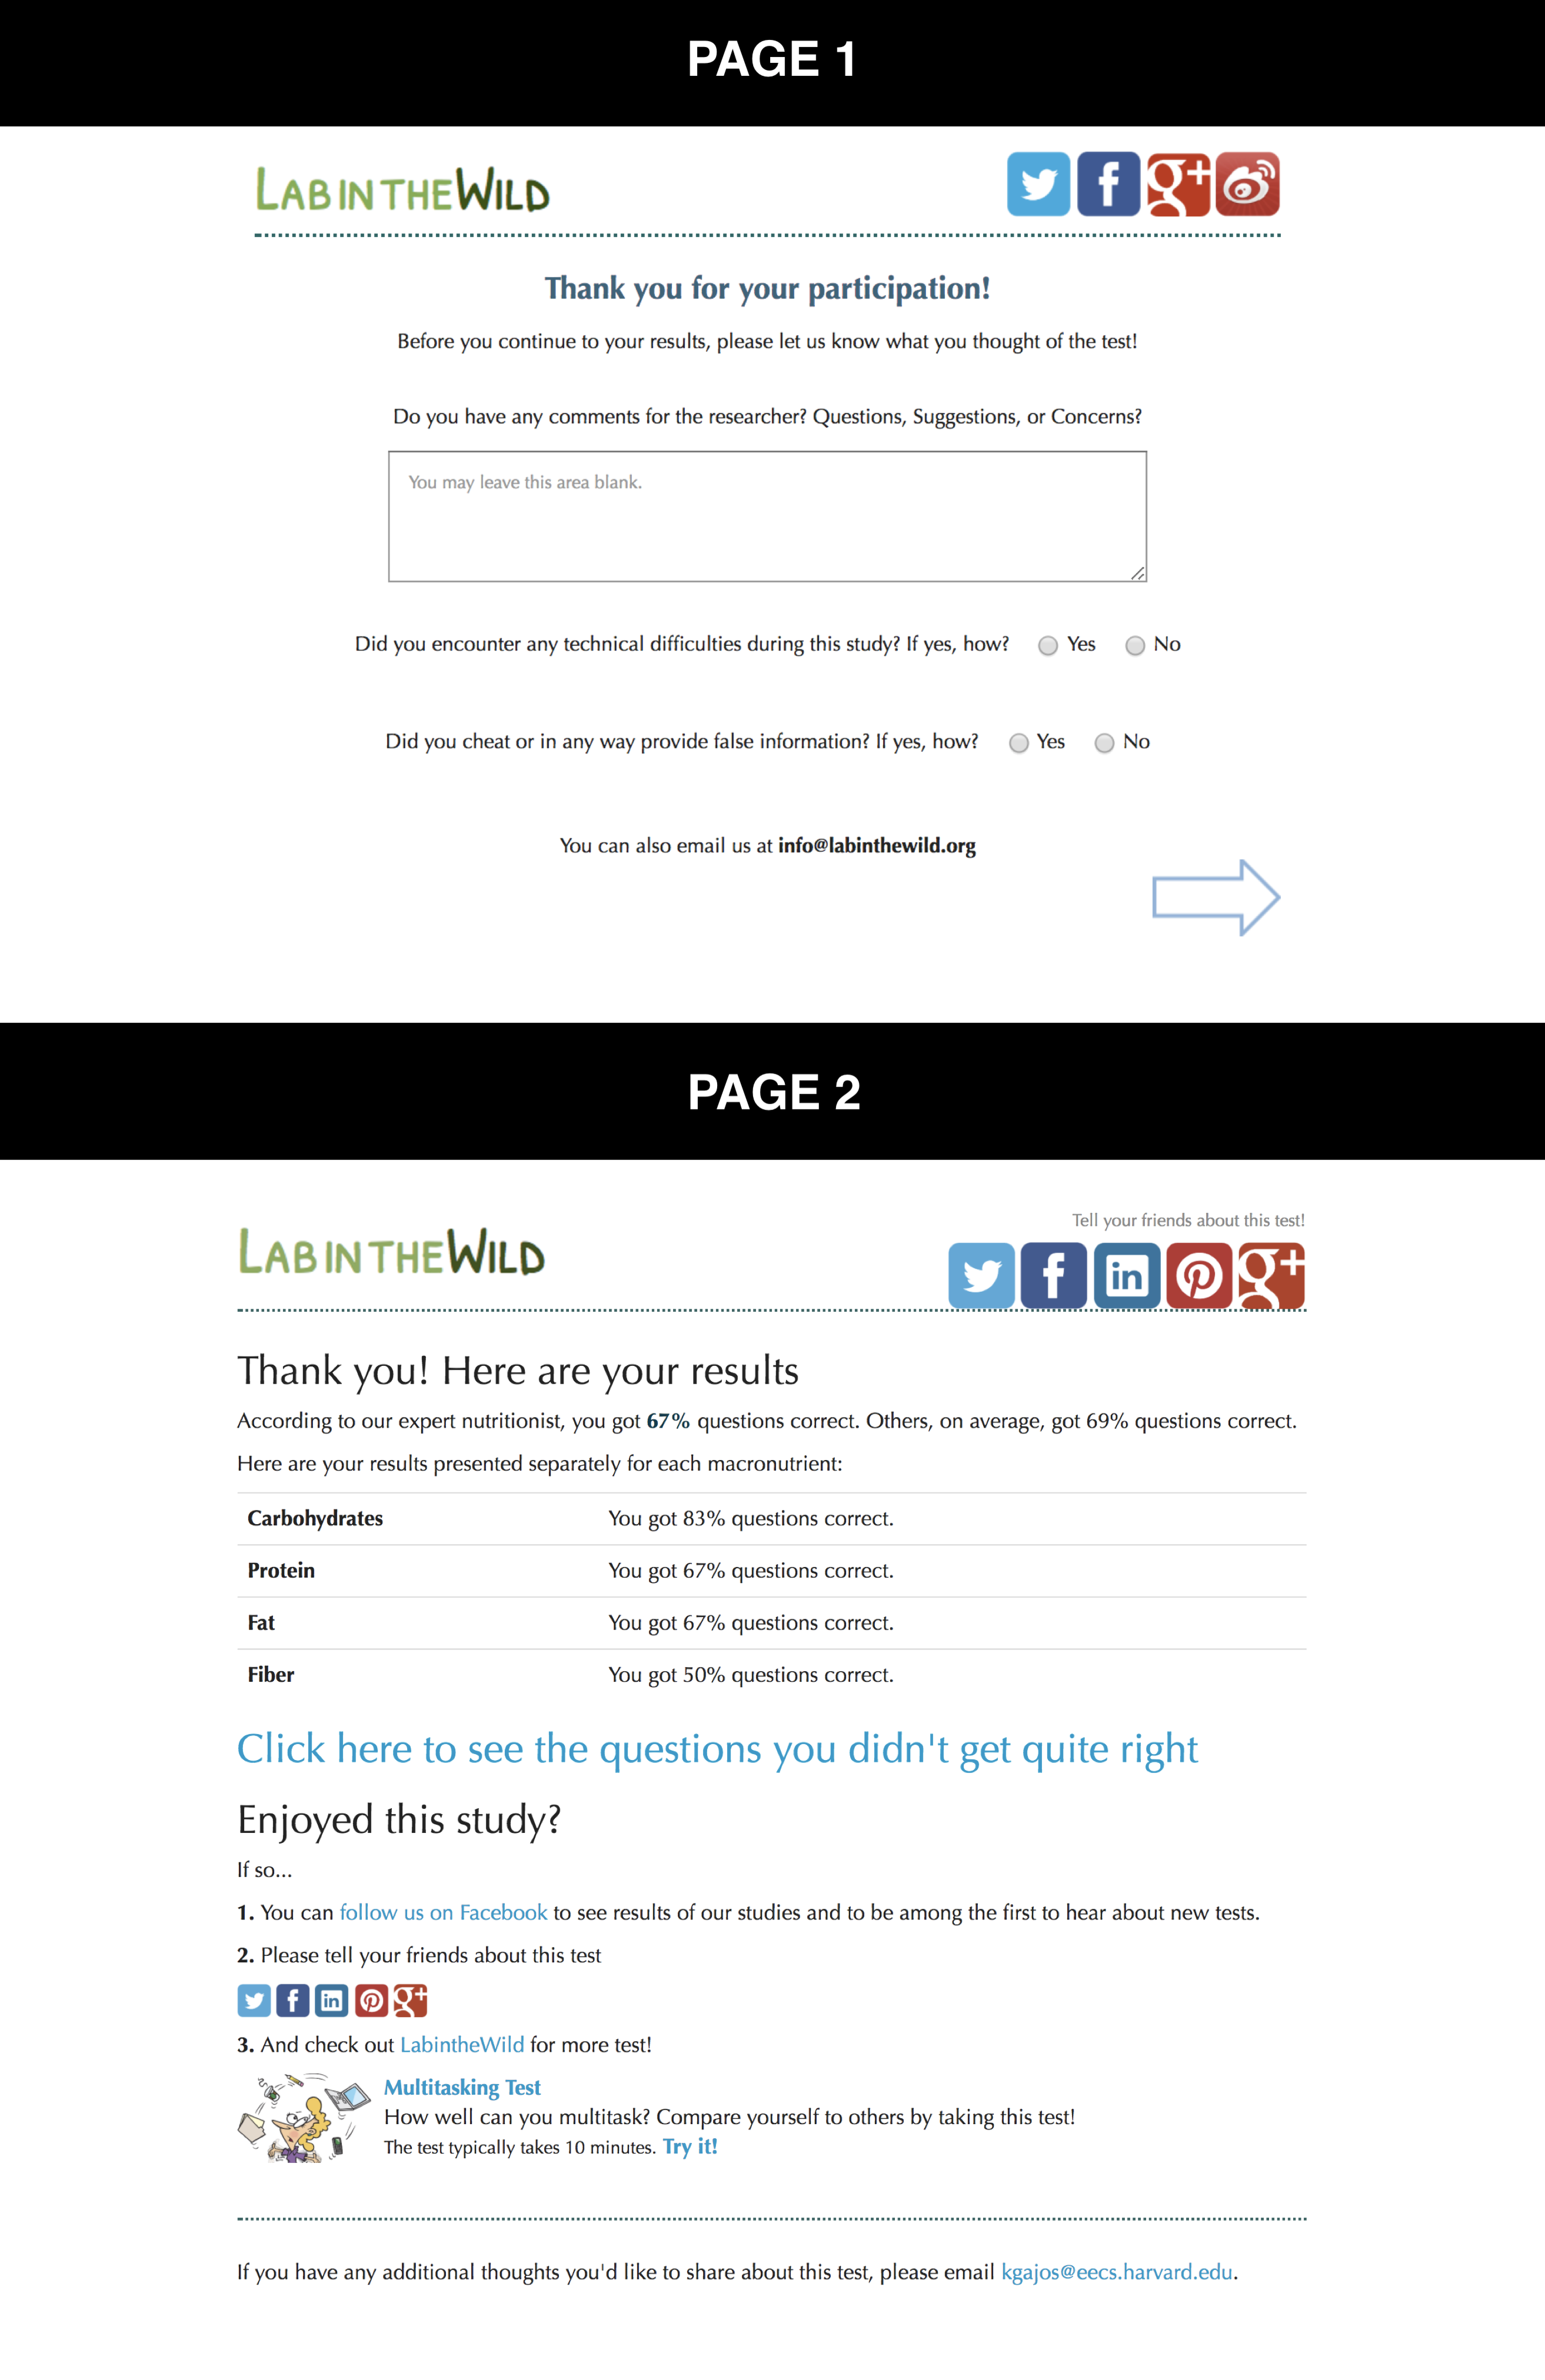 PAGE 1
LAB IN THE WILD
Thank you for your participation!
Before you continue to your results, please let us know what you thought of the test!
Do you have any comments for the researcher? Questions, Suggestions, or Concerns?
You may leave this area blank.
Did you encounter any technical difficulties during this study? If yes, how? Yes No
Did you cheat or in any way provide false information? If yes, how? Yes No
You can also email us at info@labinthewild.org
PAGE 2
Tell your friends about this test!
LAB IN THE WILD
Thank you! Here are your results
According to our expert nutritionist, you got 67% questions correct. Others, on average, got 69% questions correct.
Here are your results presented separately for each macronutrient:
Carbohydrates You got 83% questions correct.
Protein You got 67% questions correct.
Fat You got 67% questions correct.
Fiber You got 50% questions correct.
Click here to see the questions you didn't get quite right
Enjoyed this study?
If so...
1. You can follow us on Facebook to see results of our studies and to be among the first to hear about new tests.
2. Please tell your friends about this test
3. And check out LabintheWild for more test!
Multitasking Test
How well can you multitask? Compare yourself to others by taking this test!
The test typically takes 10 minutes. Try it!
If you have any additional thoughts you'd like to share about this test, please email kgajos@eecs.harvard.edu.